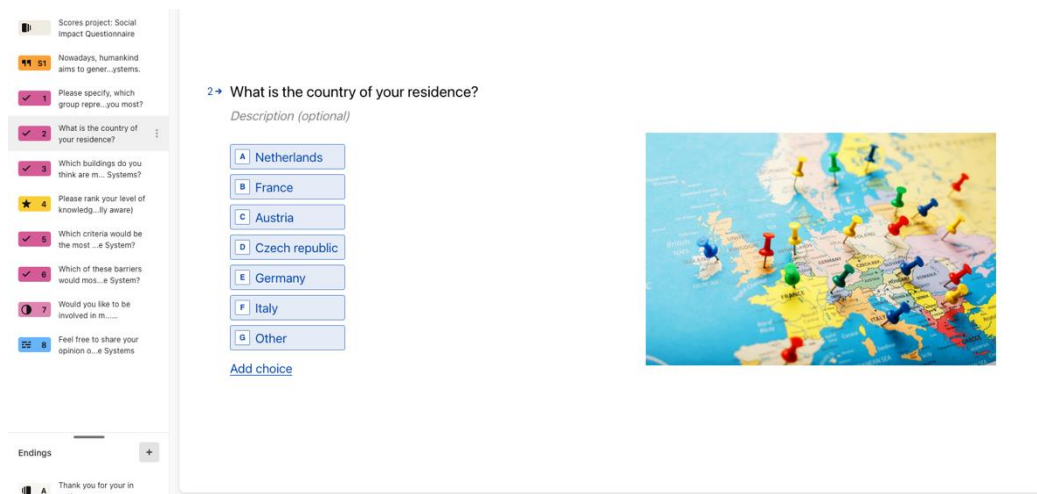 Scores project: Social
Impact Questionnaire
S1
Nowadays, humankind
aims to gener...ystems.
1
Please specify, which
group repre...you most?
2
What is the country of
your residence?
3
Which buildings do you
think are m... Systems?
4
Please rank your level of
knowledg...lly aware)
5
Which criteria would be
the most ...e System?
6
Which of these barriers
would mos...e System?
7
Would you like to be
involved in m......
8
Feel free to share your
opinion o...e Systems
Endings
+
A
Thank you for your in
2 → What is the country of your residence?
Description (optional)
A Netherlands
B France
C Austria
D Czech republic
E Germany
F Italy
G Other
Add choice
GERMANY
FRANCE
ITALY
ROMANIA